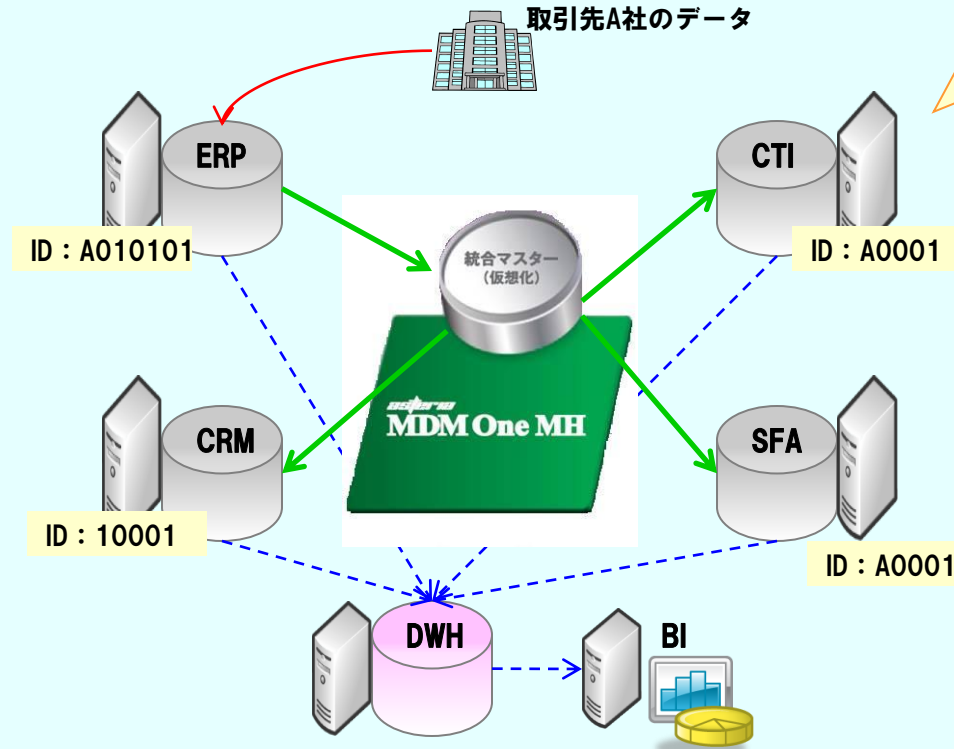 取引先A社のデータ
ERP
CTI
ID：A010101
ID：A0001
統合マスター
（仮想化）
asteria
MDM One MH
CRM
SFA
ID：10001
ID：A0001
DWH
BI